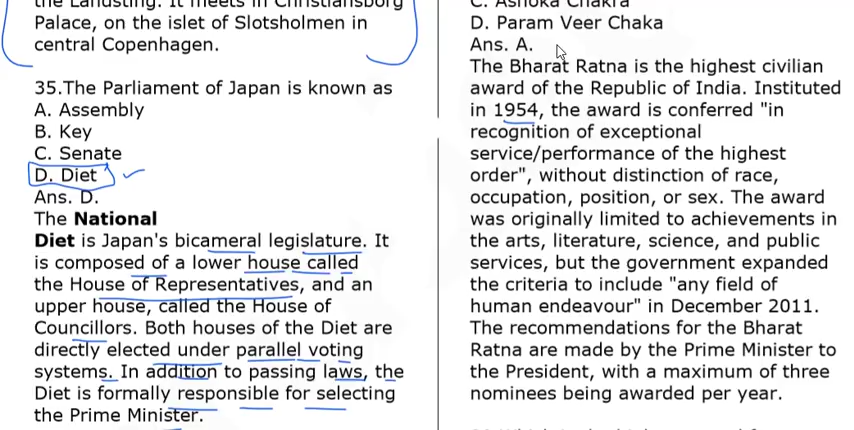 Palace, on the islet of Slotsholmen in
central Copenhagen.
35.The Parliament of Japan is known as
A. Assembly
B. Key
C. Senate
D. Diet
Ans. D.
The National
Diet is Japan's bicameral legislature. It
is composed of a lower house called
the House of Representatives, and an
upper house, called the House of
Councillors. Both houses of the Diet are
directly elected under parallel voting
systems. In addition to passing laws, the
Diet is formally responsible for selecting
the Prime Minister.
C. Ashoka Chakra
D. Param Veer Chaka
Ans. A.
The Bharat Ratna is the highest civilian
award of the Republic of India. Instituted
in 1954, the award is conferred "in
recognition of exceptional
service/performance of the highest
order", without distinction of race,
occupation, position, or sex. The award
was originally limited to achievements in
the arts, literature, science, and public
services, but the government expanded
the criteria to include "any field of
human endeavour" in December 2011.
The recommendations for the Bharat
Ratna are made by the Prime Minister to
the President, with a maximum of three
nominees being awarded per year.